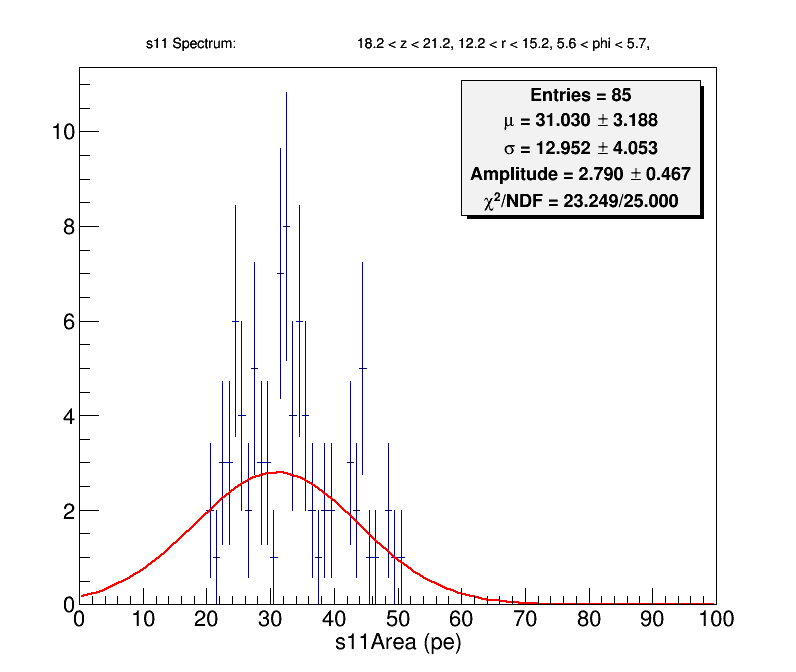 s11 Spectrum: 18.2 < z < 21.2, 12.2 < r < 15.2, 5.6 < phi < 5.7,
Entries = 85
μ = 31.030 ± 3.188
σ = 12.952 ± 4.053
Amplitude = 2.790 ± 0.467
χ²/NDF = 23.249/25.000
10
8
6
4
2
0
0 10 20 30 40 50 60 70 80 90 100
s11Area (pe)